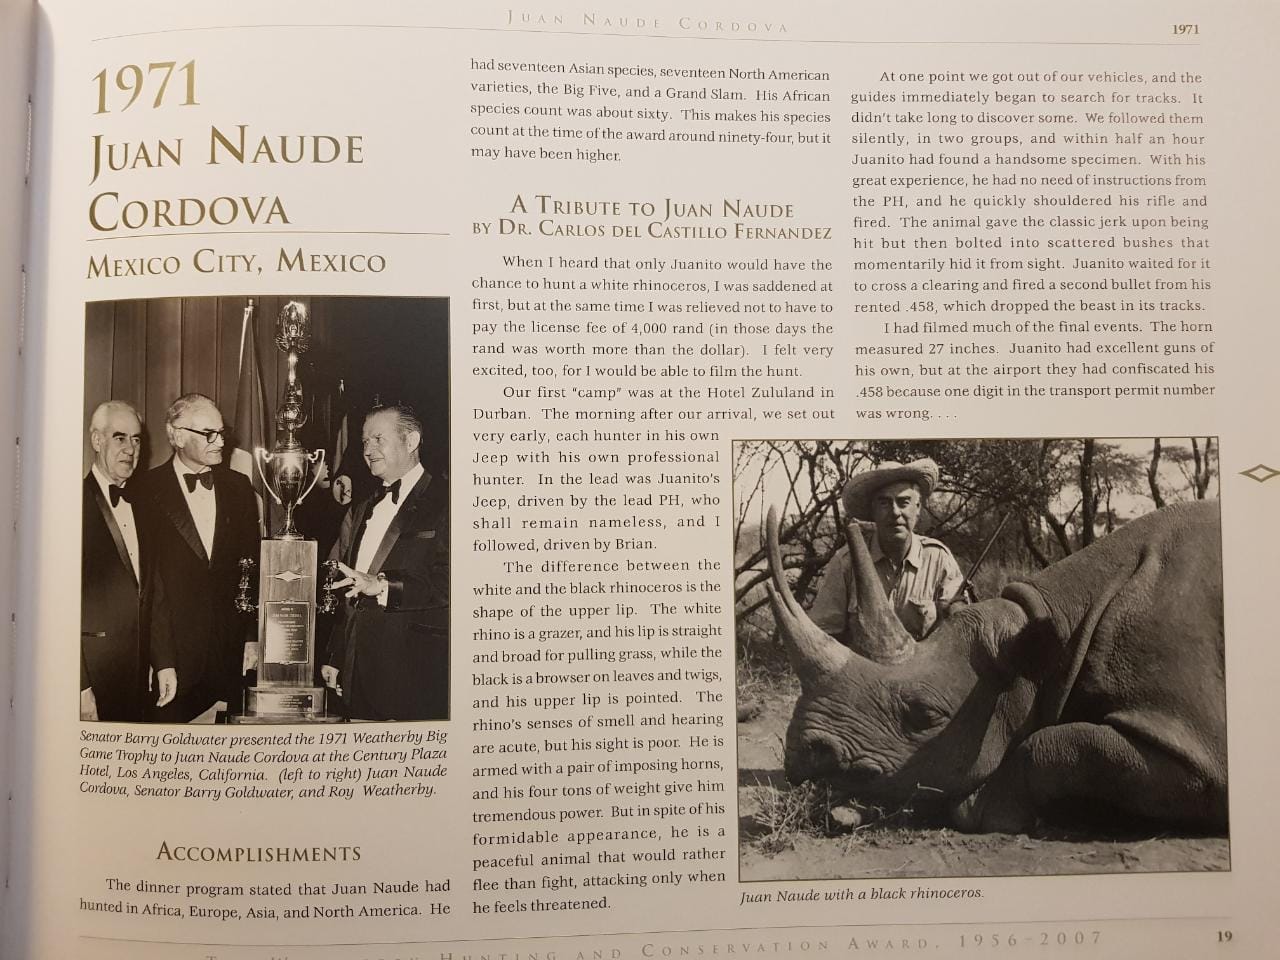 Juan Naude Cordova
1971
1971
Juan Naude
Cordova
Mexico City, Mexico
Senator Barry Goldwater presented the 1971 Weatherby Big
Game Trophy to Juan Naude Cordova at the Century Plaza
Hotel, Los Angeles, California. (left to right) Juan Naude
Cordova, Senator Barry Goldwater, and Roy Weatherby.
Accomplishments
The dinner program stated that Juan Naude had
hunted in Africa, Europe, Asia, and North America. He
had seventeen Asian species, seventeen North American
varieties, the Big Five, and a Grand Slam. His African
species count was about sixty. This makes his species
count at the time of the award around ninety-four, but it
may have been higher.
A Tribute to Juan Naude
by Dr. Carlos del Castillo Fernandez
When I heard that only Juanito would have the
chance to hunt a white rhinoceros, I was saddened at
first, but at the same time I was relieved not to have to
pay the license fee of 4,000 rand (in those days the
rand was worth more than the dollar). I felt very
excited, too, for I would be able to film the hunt.
Our first "camp" was at the Hotel Zululand in
Durban. The morning after our arrival, we set out
very early, each hunter in his own
Jeep with his own professional
hunter. In the lead was Juanito's
Jeep, driven by the lead PH, who
shall remain nameless, and I
followed, driven by Brian.
The difference between the
white and the black rhinoceros is the
shape of the upper lip. The white
rhino is a grazer, and his lip is straight
and broad for pulling grass, while the
black is a browser on leaves and twigs,
and his upper lip is pointed. The
rhino's senses of smell and hearing
are acute, but his sight is poor. He is
armed with a pair of imposing horns,
and his four tons of weight give him
tremendous power. But in spite of his
formidable appearance, he is a
peaceful animal that would rather
flee than fight, attacking only when
he feels threatened.
At one point we got out of our vehicles, and the
guides immediately began to search for tracks. It
didn't take long to discover some. We followed them
silently, in two groups, and within half an hour
Juanito had found a handsome specimen. With his
great experience, he had no need of instructions from
the PH, and he quickly shouldered his rifle and
fired. The animal gave the classic jerk upon being
hit but then bolted into scattered bushes that
momentarily hid it from sight. Juanito waited for it
to cross a clearing and fired a second bullet from his
rented .458, which dropped the beast in its tracks.
I had filmed much of the final events. The horn
measured 27 inches. Juanito had excellent guns of
his own, but at the airport they had confiscated his
.458 because one digit in the transport permit number
was wrong. . . .
Juan Naude with a black rhinoceros.
Hunting and Conservation Award, 1956–2007
19